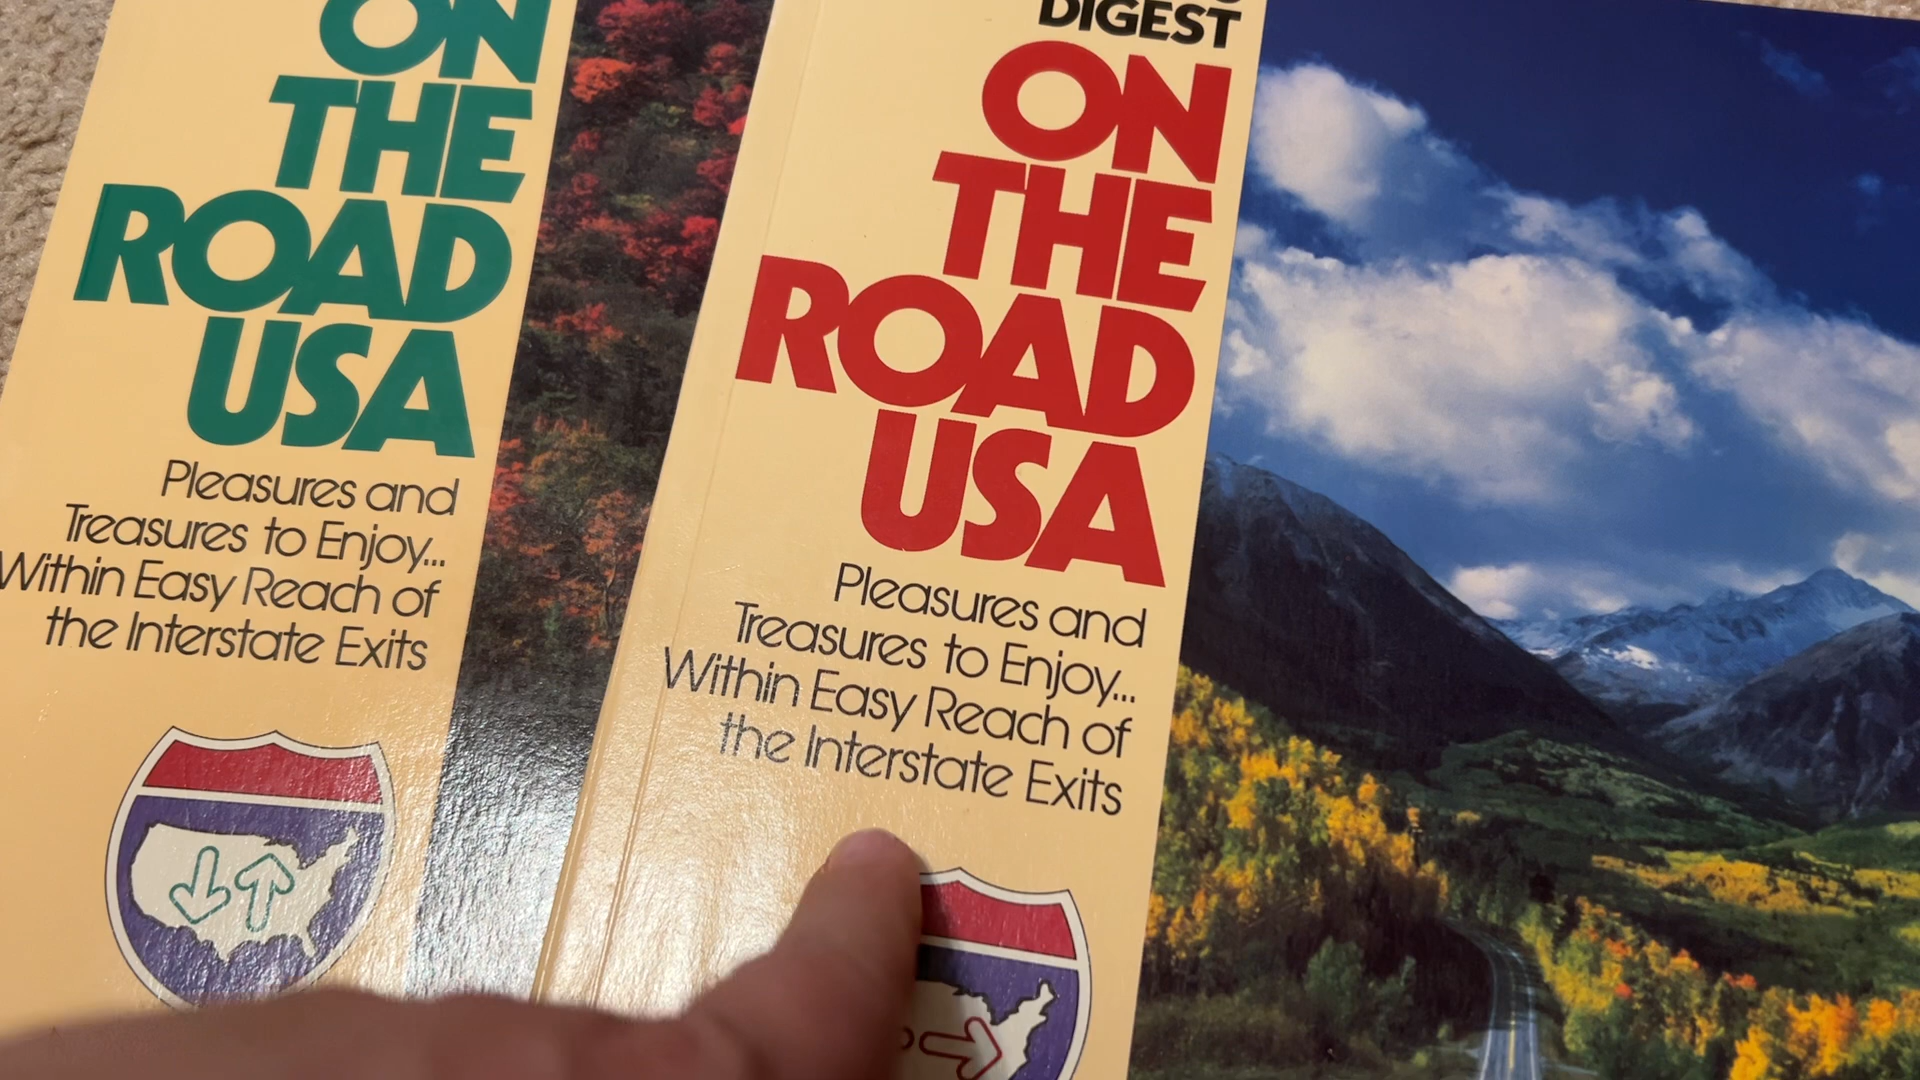 ON
THE
ROAD
USA
Pleasures and
Treasures to Enjoy...
Within Easy Reach of
the Interstate Exits
DIGEST
ON
THE
ROAD
USA
Pleasures and
Treasures to Enjoy...
Within Easy Reach of
the Interstate Exits